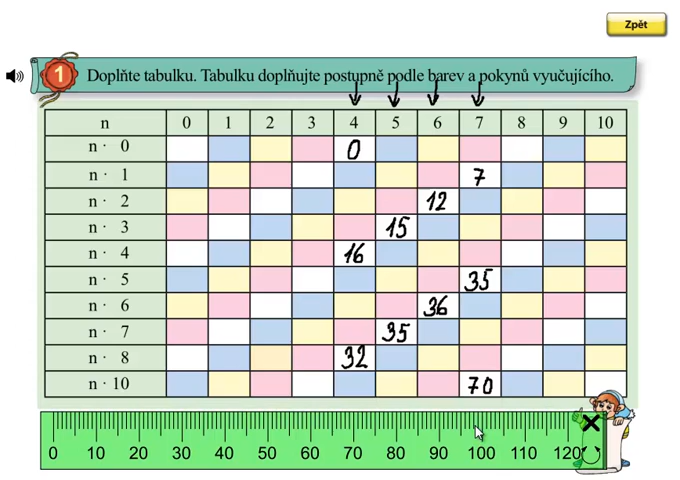 Zpět
1 Doplňte tabulku. Tabulku doplňujte postupně podle barev a pokynů vyučujícího.
n 0 1 2 3 4 5 6 7 8 9 10
n · 0 0
n · 1 7
n · 2 12
n · 3 15
n · 4 16
n · 5 35
n · 6 36
n · 7 35
n · 8 32
n · 10 70
0 10 20 30 40 50 60 70 80 90 100 110 120